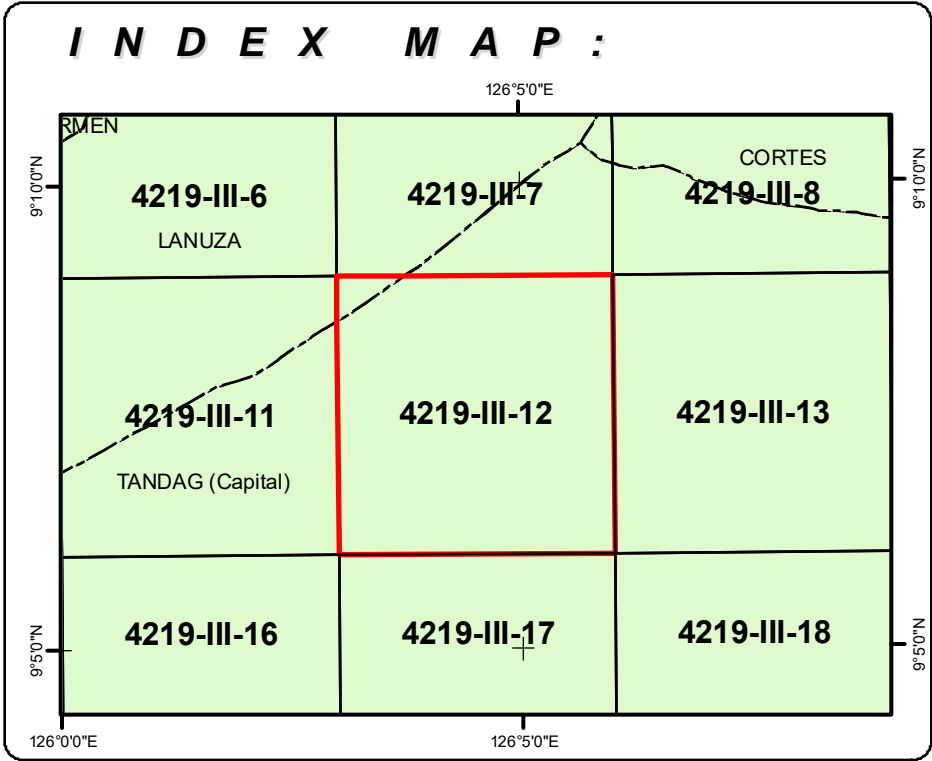 INDEX MAP:
126°5'0"E
RMEN
CORTES
9°10'0"N
9°10'0"N
4219-III-6
4219-III-7
4219-III-8
LANUZA
4219-III-11
4219-III-12
4219-III-13
TANDAG (Capital)
4219-III-16
4219-III-17
4219-III-18
9°5'0"N
9°5'0"N
126°0'0"E
126°5'0"E